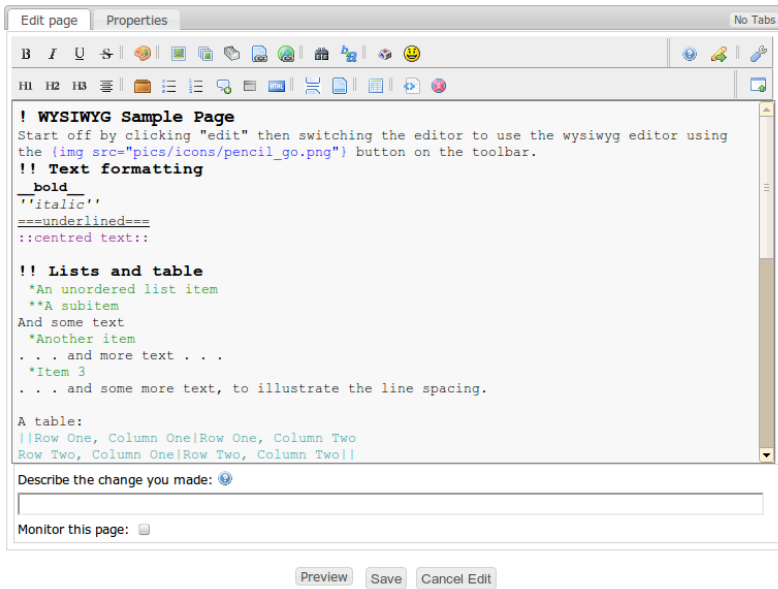 Edit page Properties No Tabs
B I U S
H1 H2 H3 HTML
! WYSIWYG Sample Page
Start off by clicking "edit" then switching the editor to use the wysiwyg editor using
the {img src="pics/icons/pencil_go.png"} button on the toolbar.
!! Text formatting
__bold__
''italic''
===underlined===
::centred text::
!! Lists and table
*An unordered list item
**A subitem
And some text
*Another item
. . . and more text . . .
*Item 3
. . . and some more text, to illustrate the line spacing.
A table:
||Row One, Column One|Row One, Column Two
Row Two, Column One|Row Two, Column Two||
Describe the change you made:
Monitor this page:
Preview Save Cancel Edit